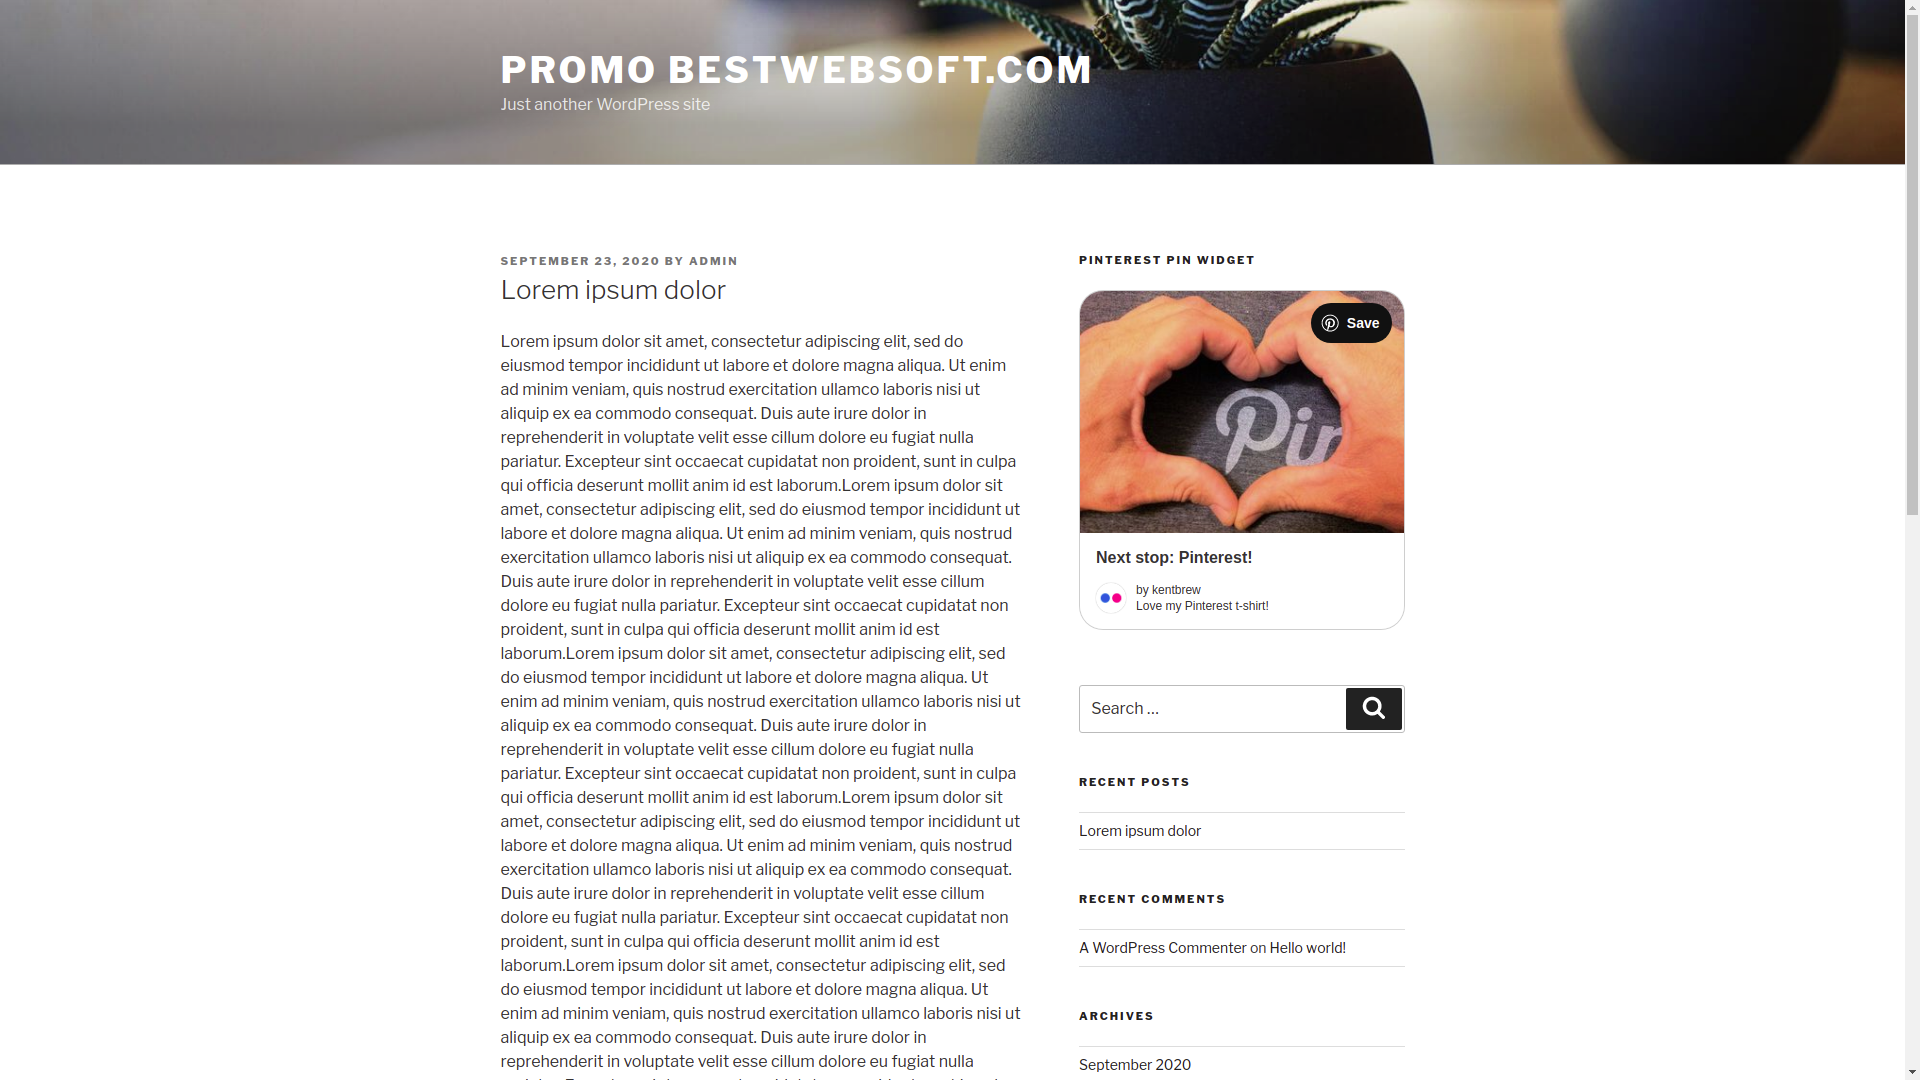 PROMO BESTWEBSOFT.COM
Just another WordPress site
SEPTEMBER 23, 2020 BY ADMIN
Lorem ipsum dolor
Lorem ipsum dolor sit amet, consectetur adipiscing elit, sed do
eiusmod tempor incididunt ut labore et dolore magna aliqua. Ut enim
ad minim veniam, quis nostrud exercitation ullamco laboris nisi ut
aliquip ex ea commodo consequat. Duis aute irure dolor in
reprehenderit in voluptate velit esse cillum dolore eu fugiat nulla
pariatur. Excepteur sint occaecat cupidatat non proident, sunt in culpa
qui officia deserunt mollit anim id est laborum.Lorem ipsum dolor sit
amet, consectetur adipiscing elit, sed do eiusmod tempor incididunt ut
labore et dolore magna aliqua. Ut enim ad minim veniam, quis nostrud
exercitation ullamco laboris nisi ut aliquip ex ea commodo consequat.
Duis aute irure dolor in reprehenderit in voluptate velit esse cillum
dolore eu fugiat nulla pariatur. Excepteur sint occaecat cupidatat non
proident, sunt in culpa qui officia deserunt mollit anim id est
laborum.Lorem ipsum dolor sit amet, consectetur adipiscing elit, sed
do eiusmod tempor incididunt ut labore et dolore magna aliqua. Ut
enim ad minim veniam, quis nostrud exercitation ullamco laboris nisi ut
aliquip ex ea commodo consequat. Duis aute irure dolor in
reprehenderit in voluptate velit esse cillum dolore eu fugiat nulla
pariatur. Excepteur sint occaecat cupidatat non proident, sunt in culpa
qui officia deserunt mollit anim id est laborum.Lorem ipsum dolor sit
amet, consectetur adipiscing elit, sed do eiusmod tempor incididunt ut
labore et dolore magna aliqua. Ut enim ad minim veniam, quis nostrud
exercitation ullamco laboris nisi ut aliquip ex ea commodo consequat.
Duis aute irure dolor in reprehenderit in voluptate velit esse cillum
dolore eu fugiat nulla pariatur. Excepteur sint occaecat cupidatat non
proident, sunt in culpa qui officia deserunt mollit anim id est
laborum.Lorem ipsum dolor sit amet, consectetur adipiscing elit, sed
do eiusmod tempor incididunt ut labore et dolore magna aliqua. Ut
enim ad minim veniam, quis nostrud exercitation ullamco laboris nisi ut
aliquip ex ea commodo consequat. Duis aute irure dolor in
reprehenderit in voluptate velit esse cillum dolore eu fugiat nulla
PINTEREST PIN WIDGET
Save
Pin
Next stop: Pinterest!
by kentbrew
Love my Pinterest t-shirt!
Search …
RECENT POSTS
Lorem ipsum dolor
RECENT COMMENTS
A WordPress Commenter on Hello world!
ARCHIVES
September 2020